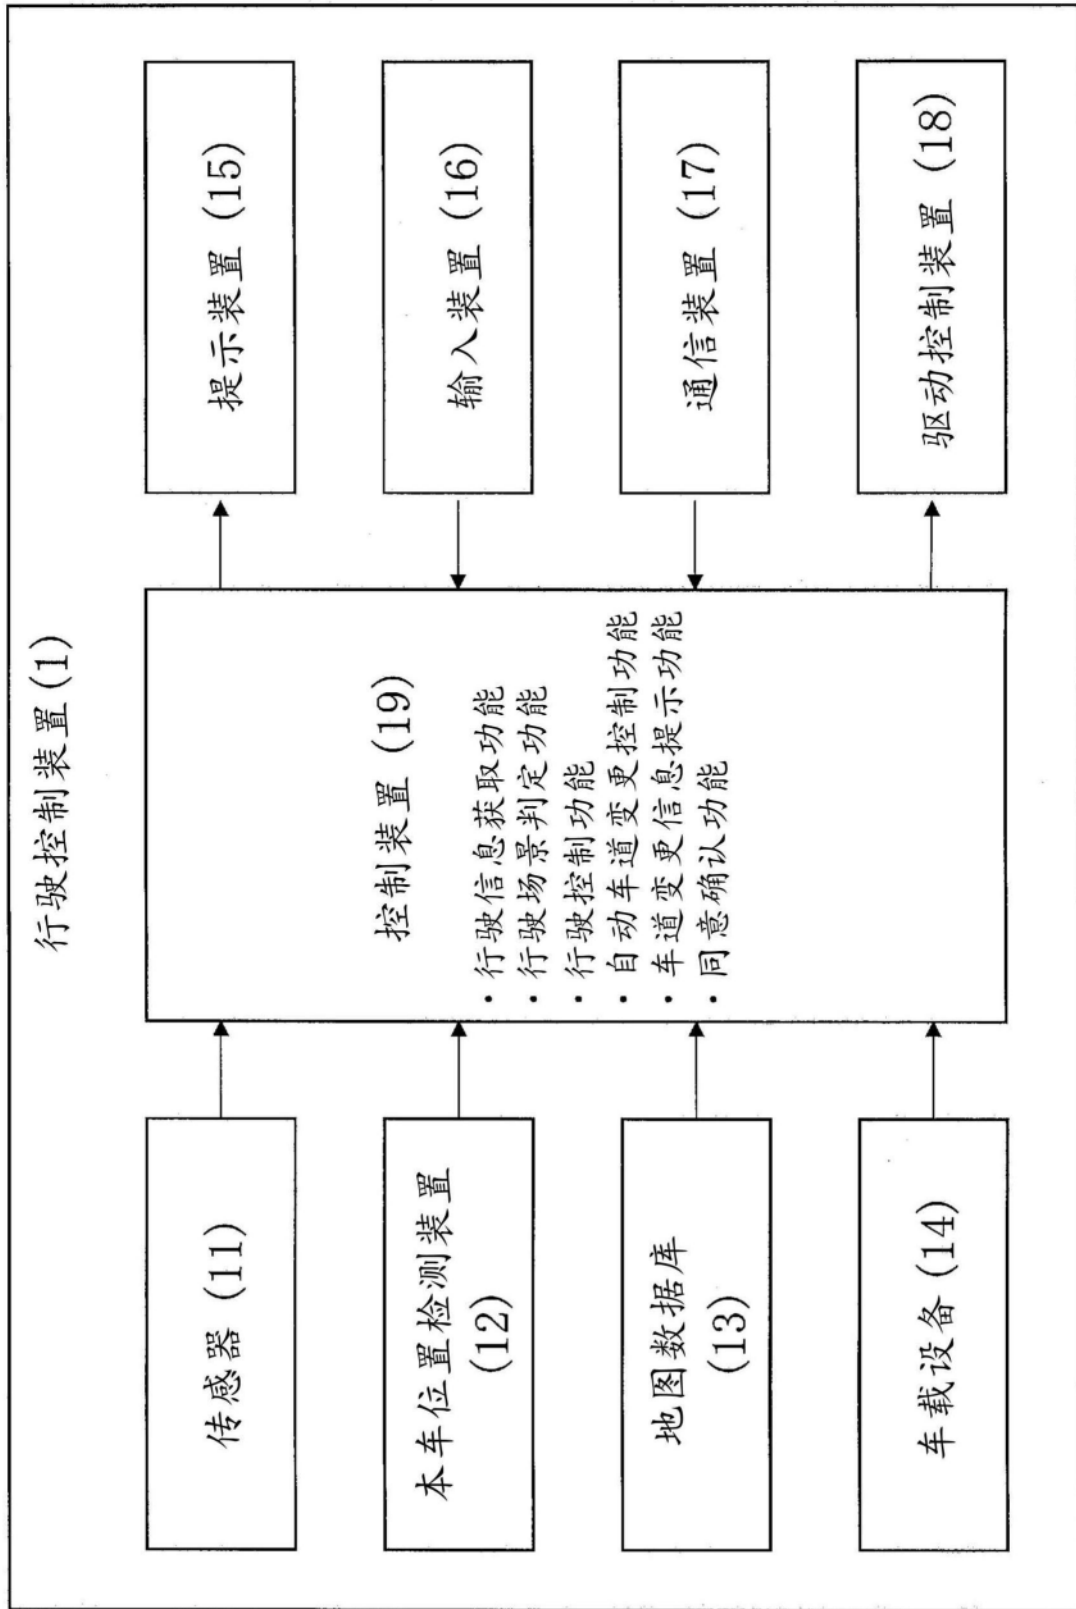 行驶控制装置(1)
传感器 (11)
本车位置检测装置
(12)
地图数据库
(13)
车载设备 (14)
控制装置 (19)
・行驶信息获取功能
・行驶场景判定功能
・行驶控制功能
・自动车道变更控制功能
・车道变更信息提示功能
・同意确认功能
提示装置 (15)
输入装置 (16)
通信装置 (17)
驱动控制装置 (18)